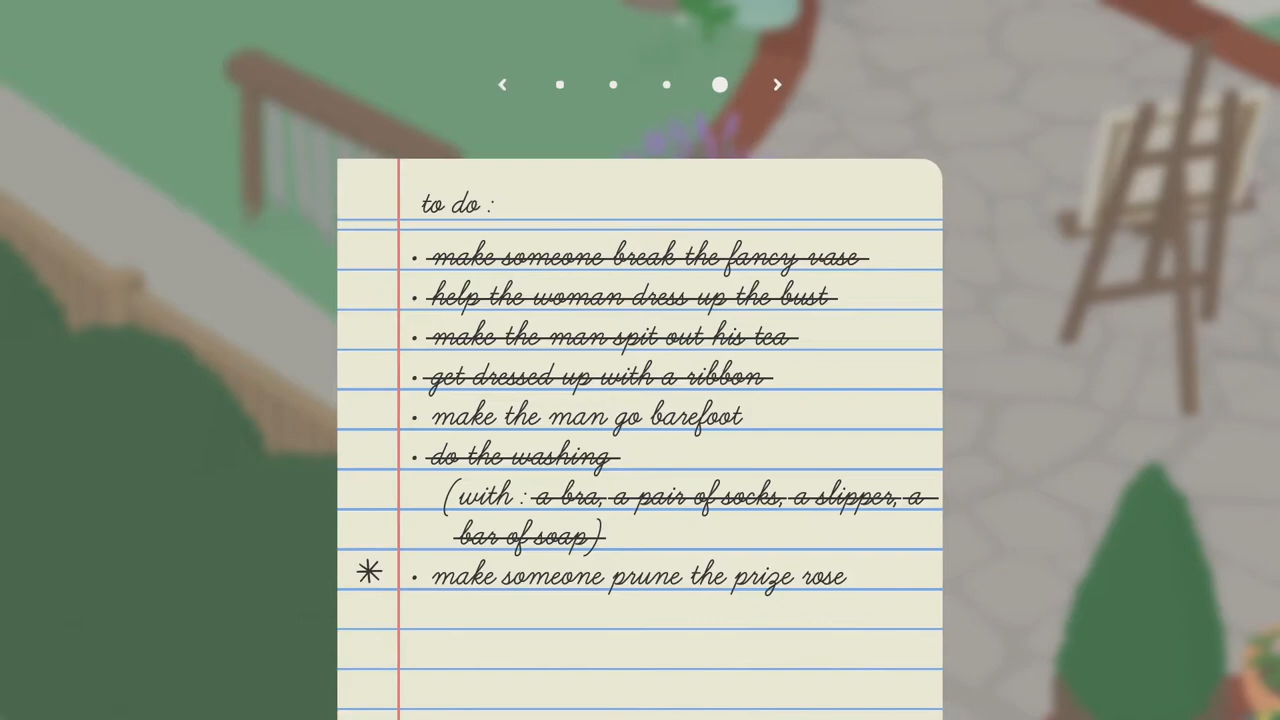 to do :
• make someone break the fancy vase
• help the woman dress up the bust
• make the man spit out his tea
• get dressed up with a ribbon
• make the man go barefoot
• do the washing
(with : a bra, a pair of socks, a slipper, a
bar of soap)
• make someone prune the prize rose